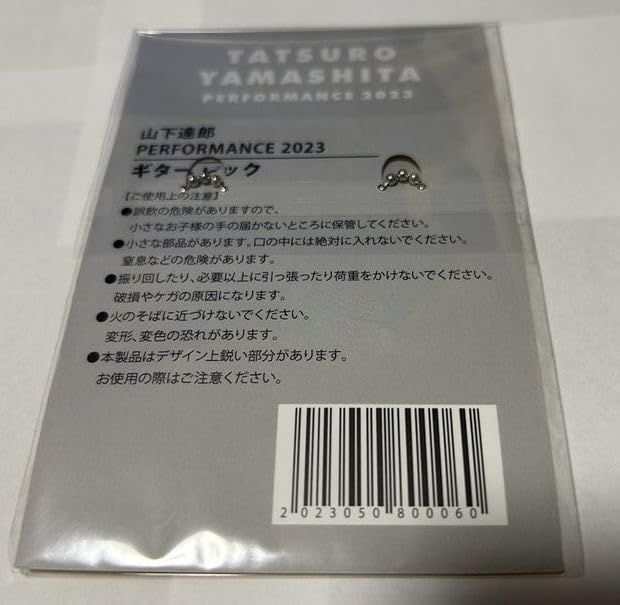 TATSURO
YAMASHITA
PERFORMANCE 2023
山下達郎
PERFORMANCE 2023
ギターピック
【ご使用上の注意】
●誤飲の危険がありますので、
小さなお子様の手の届かないところに保管してください。
●小さな部品があります。口の中には絶対に入れないでください。
窒息などの危険があります。
●振り回したり、必要以上に引っ張ったり荷重をかけないでください。
破損やケガの原因になります。
●火のそばに近づけないでください。
変形、変色の恐れがあります。
●本製品はデザイン上鋭い部分があります。
お使用の際はご注意ください。
2023050800060